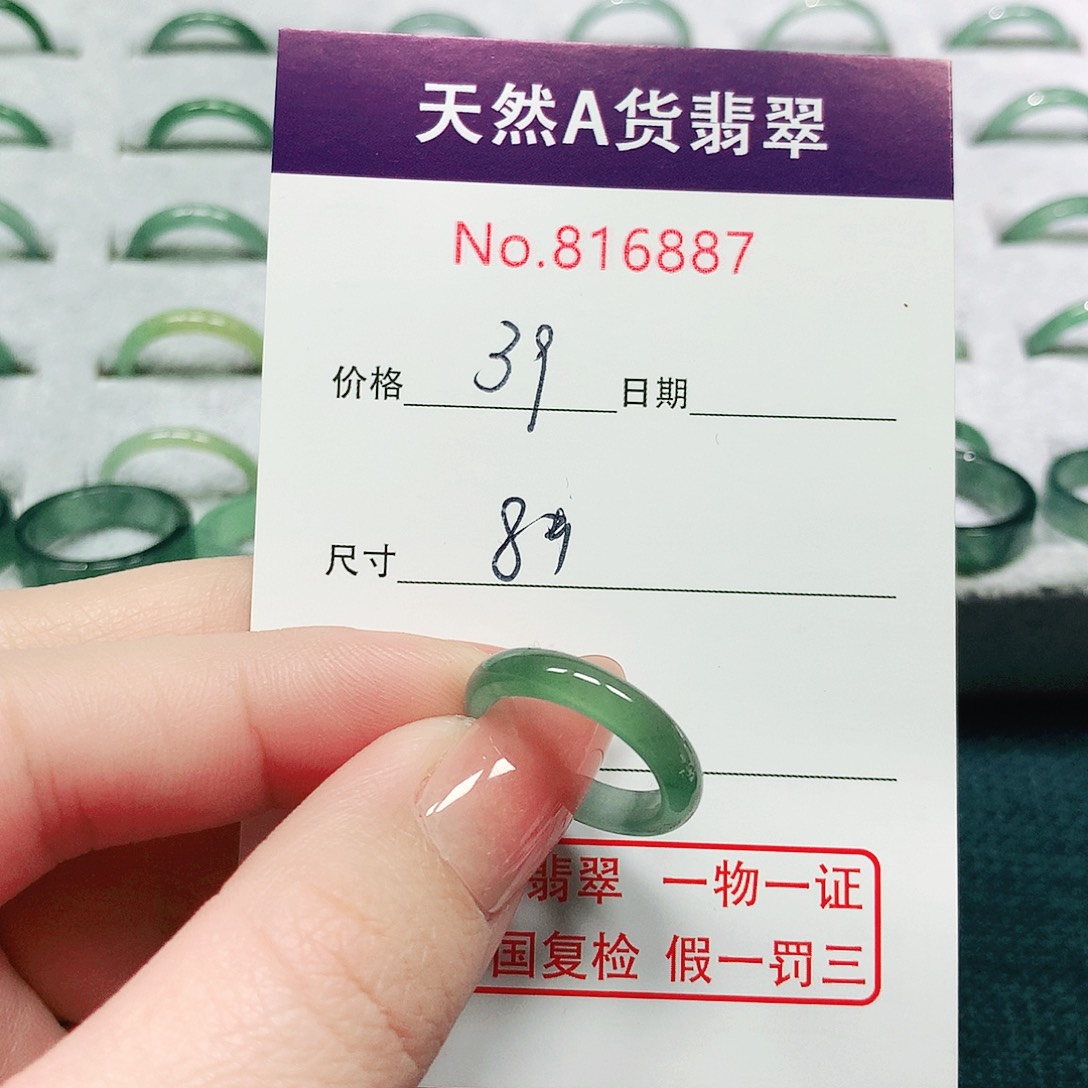 天然A货翡翠
No.816887
价格 39 日期
尺寸 8号
翡翠 一物一证
国复检 假一罚三